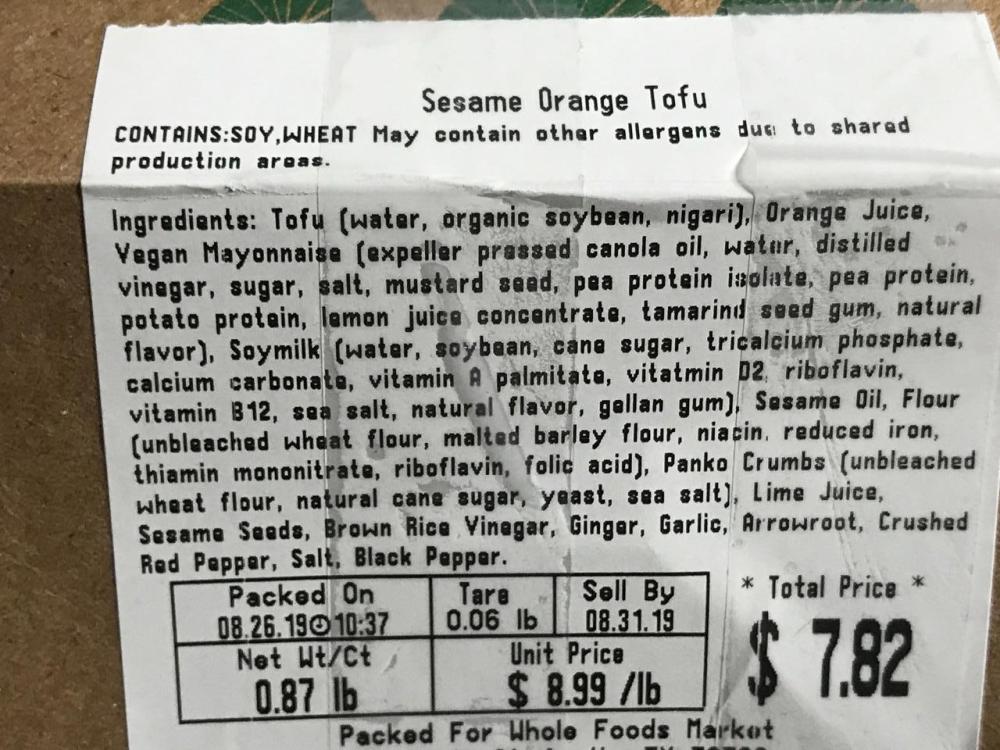 Sesame Orange Tofu
CONTAINS:SOY,WHEAT May contain other allergens due to shared
production areas.
Ingredients: Tofu (water, organic soybean, nigari), Orange Juice,
Vegan Mayonnaise (expeller pressed canola oil, water, distilled
vinegar, sugar, salt, mustard seed, pea protein isolate, pea protein,
potato protein, lemon juice concentrate, tamarind seed gum, natural
flavor), Soymilk (water, soybean, cane sugar, tricalcium phosphate,
calcium carbonate, vitamin A palmitate, vitatmin D2, riboflavin,
vitamin B12, sea salt, natural flavor, gellan gum), Sesame Oil, Flour
(unbleached wheat flour, malted barley flour, niacin, reduced iron,
thiamin mononitrate, riboflavin, folic acid), Panko Crumbs (unbleached
wheat flour, natural cane sugar, yeast, sea salt), Lime Juice,
Sesame Seeds, Brown Rice Vinegar, Ginger, Garlic, Arrowroot, Crushed
Red Pepper, Salt, Black Pepper.
Packed On Tare Sell By * Total Price *
08.26.19 10:37 0.06 lb 08.31.19
Net Wt/Ct Unit Price $ 7.82
0.87 lb $ 8.99 /lb
Packed For Whole Foods Market